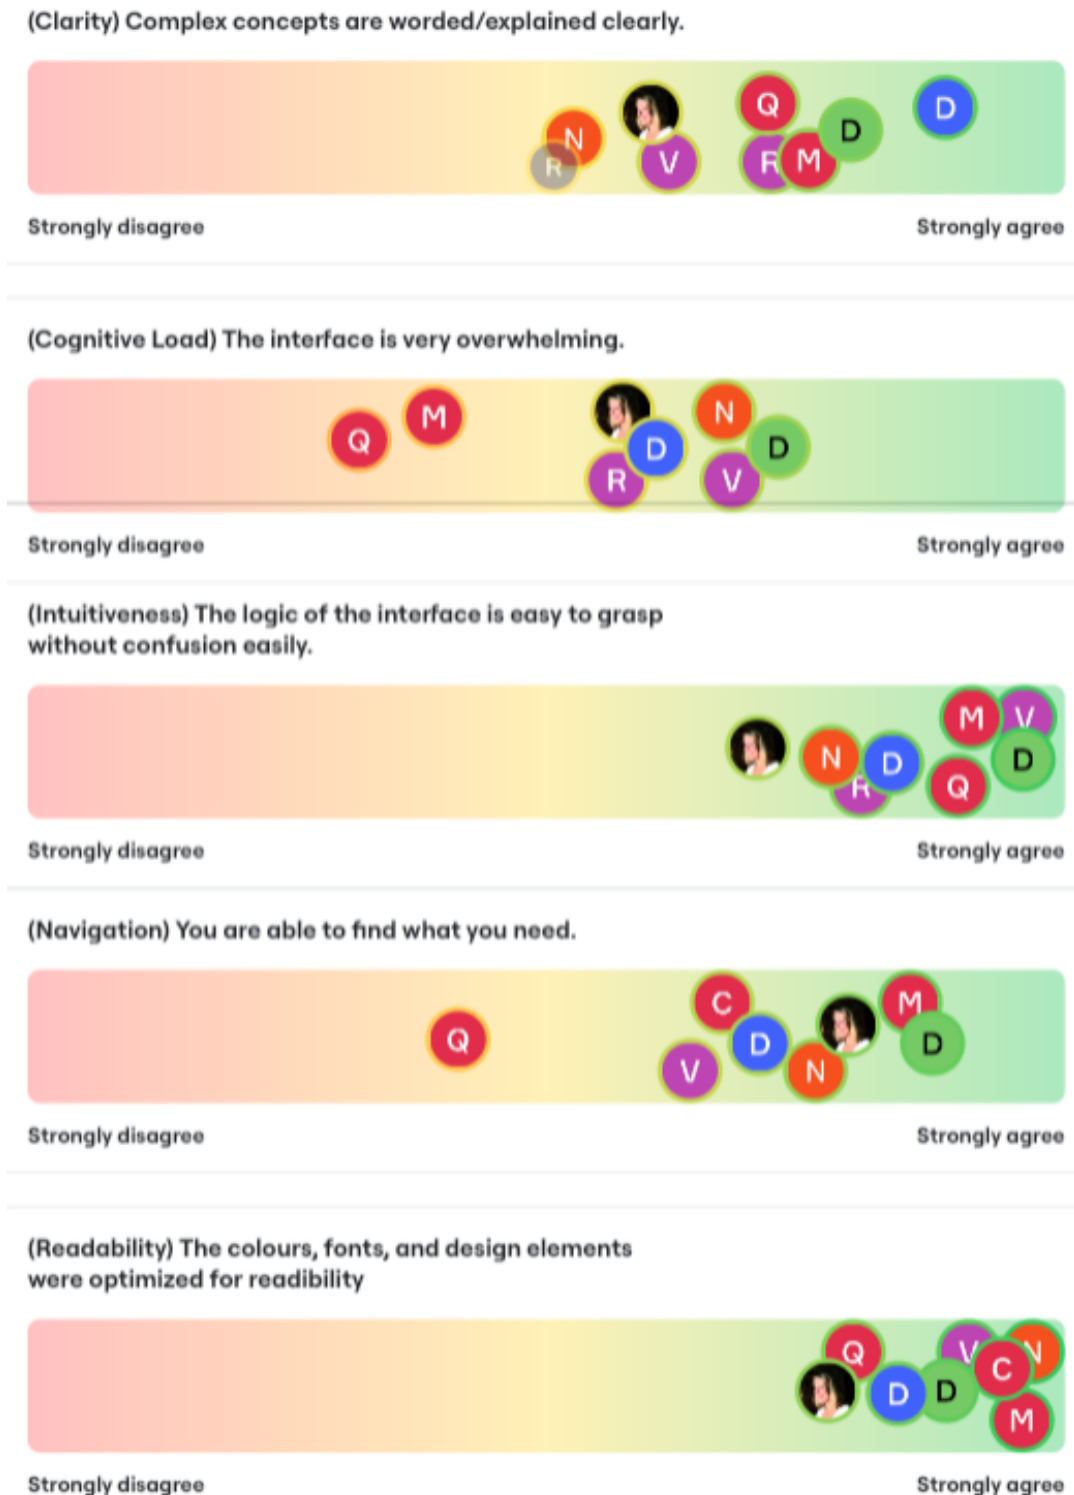 (Clarity) Complex concepts are worded/explained clearly.
Q
D
N
D
R
V
R
M
Strongly disagree
Strongly agree
(Cognitive Load) The interface is very overwhelming.
Q
M
N
D
D
R
V
Strongly disagree
Strongly agree
(Intuitiveness) The logic of the interface is easy to grasp
without confusion easily.
M
V
N
D
D
R
Q
Strongly disagree
Strongly agree
(Navigation) You are able to find what you need.
Q
C
M
D
D
V
N
Strongly disagree
Strongly agree
(Readability) The colours, fonts, and design elements
were optimized for readibility
Q
V
N
C
D
D
M
Strongly disagree
Strongly agree